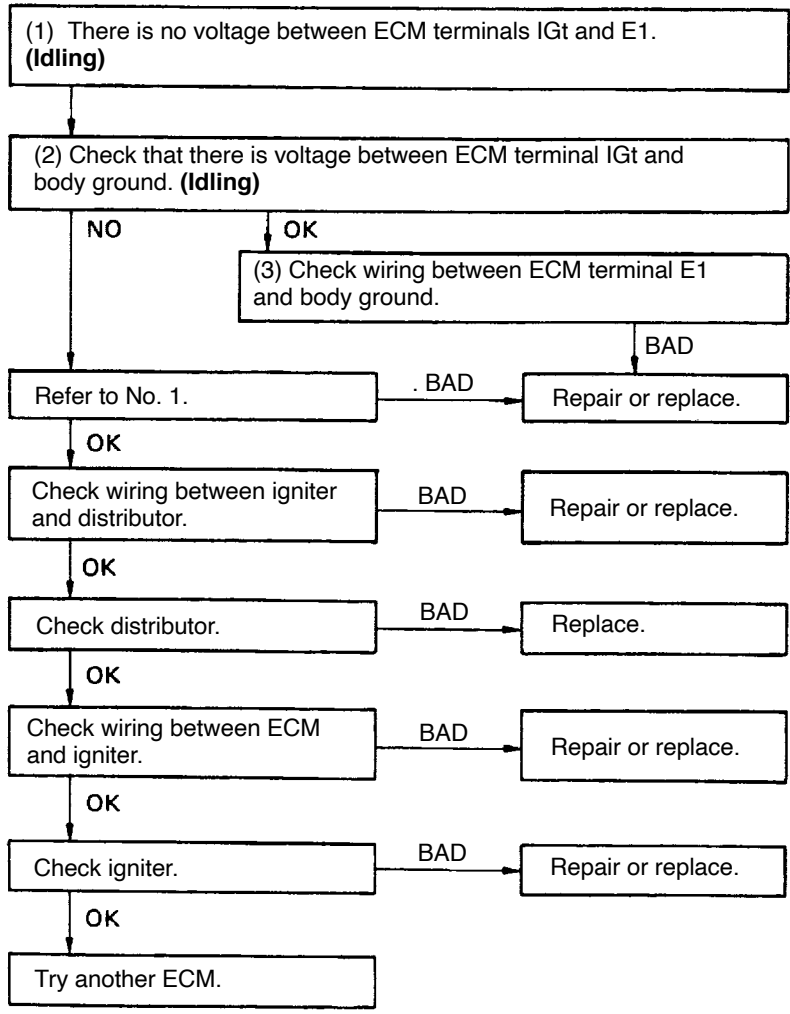 (1) There is no voltage between ECM terminals IGt and E1.
(Idling)
(2) Check that there is voltage between ECM terminal IGt and
body ground. (Idling)
NO
OK
(3) Check wiring between ECM terminal E1
and body ground.
BAD
Refer to No. 1.
. BAD
Repair or replace.
OK
Check wiring between igniter
and distributor.
BAD
Repair or replace.
OK
Check distributor.
BAD
Replace.
OK
Check wiring between ECM
and igniter.
BAD
Repair or replace.
OK
Check igniter.
BAD
Repair or replace.
OK
Try another ECM.